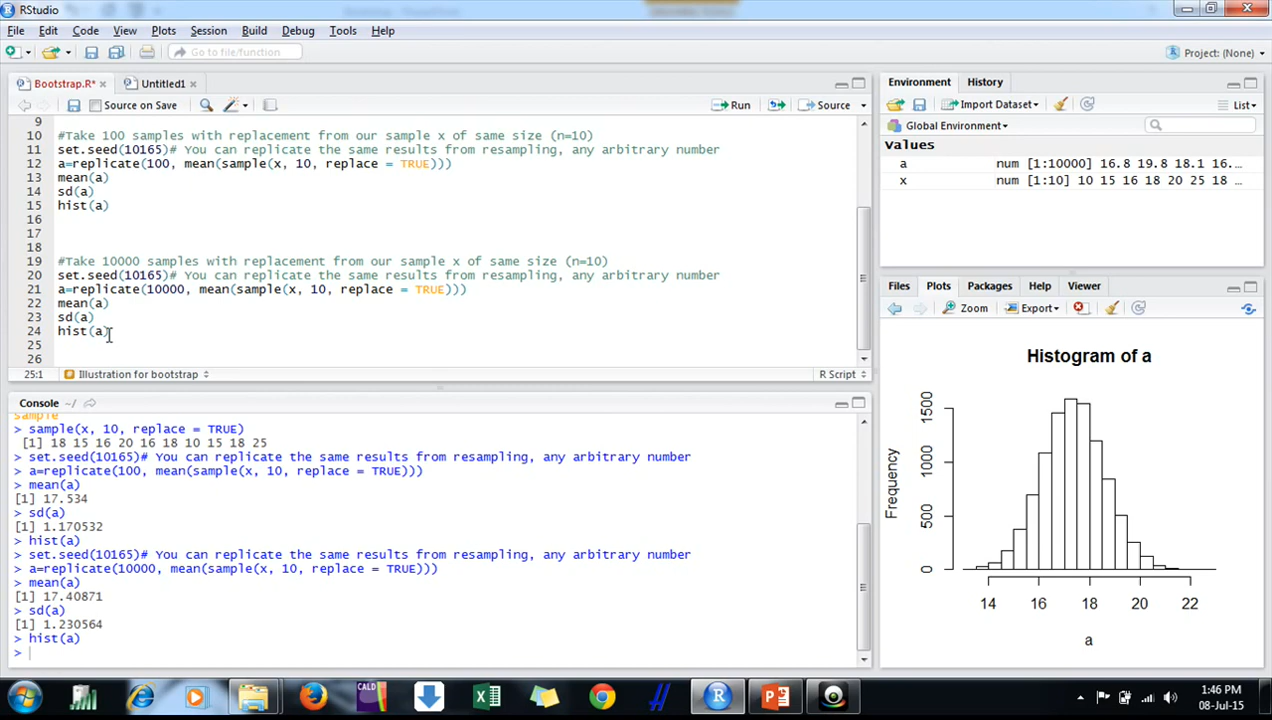 RStudio
File Edit Code View Plots Session Build Debug Tools Help
Go to file/function
Project: (None)
Bootstrap.R* Untitled1
Source on Save
Run
Source
9
10 #Take 100 samples with replacement from our sample x of same size (n=10)
11 set.seed(10165)# You can replicate the same results from resampling, any arbitrary number
12 a=replicate(100, mean(sample(x, 10, replace = TRUE)))
13 mean(a)
14 sd(a)
15 hist(a)
16
17
18
19 #Take 10000 samples with replacement from our sample x of same size (n=10)
20 set.seed(10165)# You can replicate the same results from resampling, any arbitrary number
21 a=replicate(10000, mean(sample(x, 10, replace = TRUE)))
22 mean(a)
23 sd(a)
24 hist(a)
25
26
25:1 Illustration for bootstrap R Script
Console ~/
sample
> sample(x, 10, replace = TRUE)
[1] 18 15 16 20 16 18 10 15 18 25
> set.seed(10165)# You can replicate the same results from resampling, any arbitrary number
> a=replicate(100, mean(sample(x, 10, replace = TRUE)))
> mean(a)
[1] 17.534
> sd(a)
[1] 1.170532
> hist(a)
> set.seed(10165)# You can replicate the same results from resampling, any arbitrary number
> a=replicate(10000, mean(sample(x, 10, replace = TRUE)))
> mean(a)
[1] 17.40871
> sd(a)
[1] 1.230564
> hist(a)
>
Environment History
Import Dataset List
Global Environment
Values
a num [1:10000] 16.8 19.8 18.1 16...
x num [1:10] 10 15 16 18 20 25 18 ...
Files Plots Packages Help Viewer
Zoom Export
Histogram of a
Frequency
1500
1000
500
0
14 16 18 20 22
a
CALD
1:46 PM
08-Jul-15